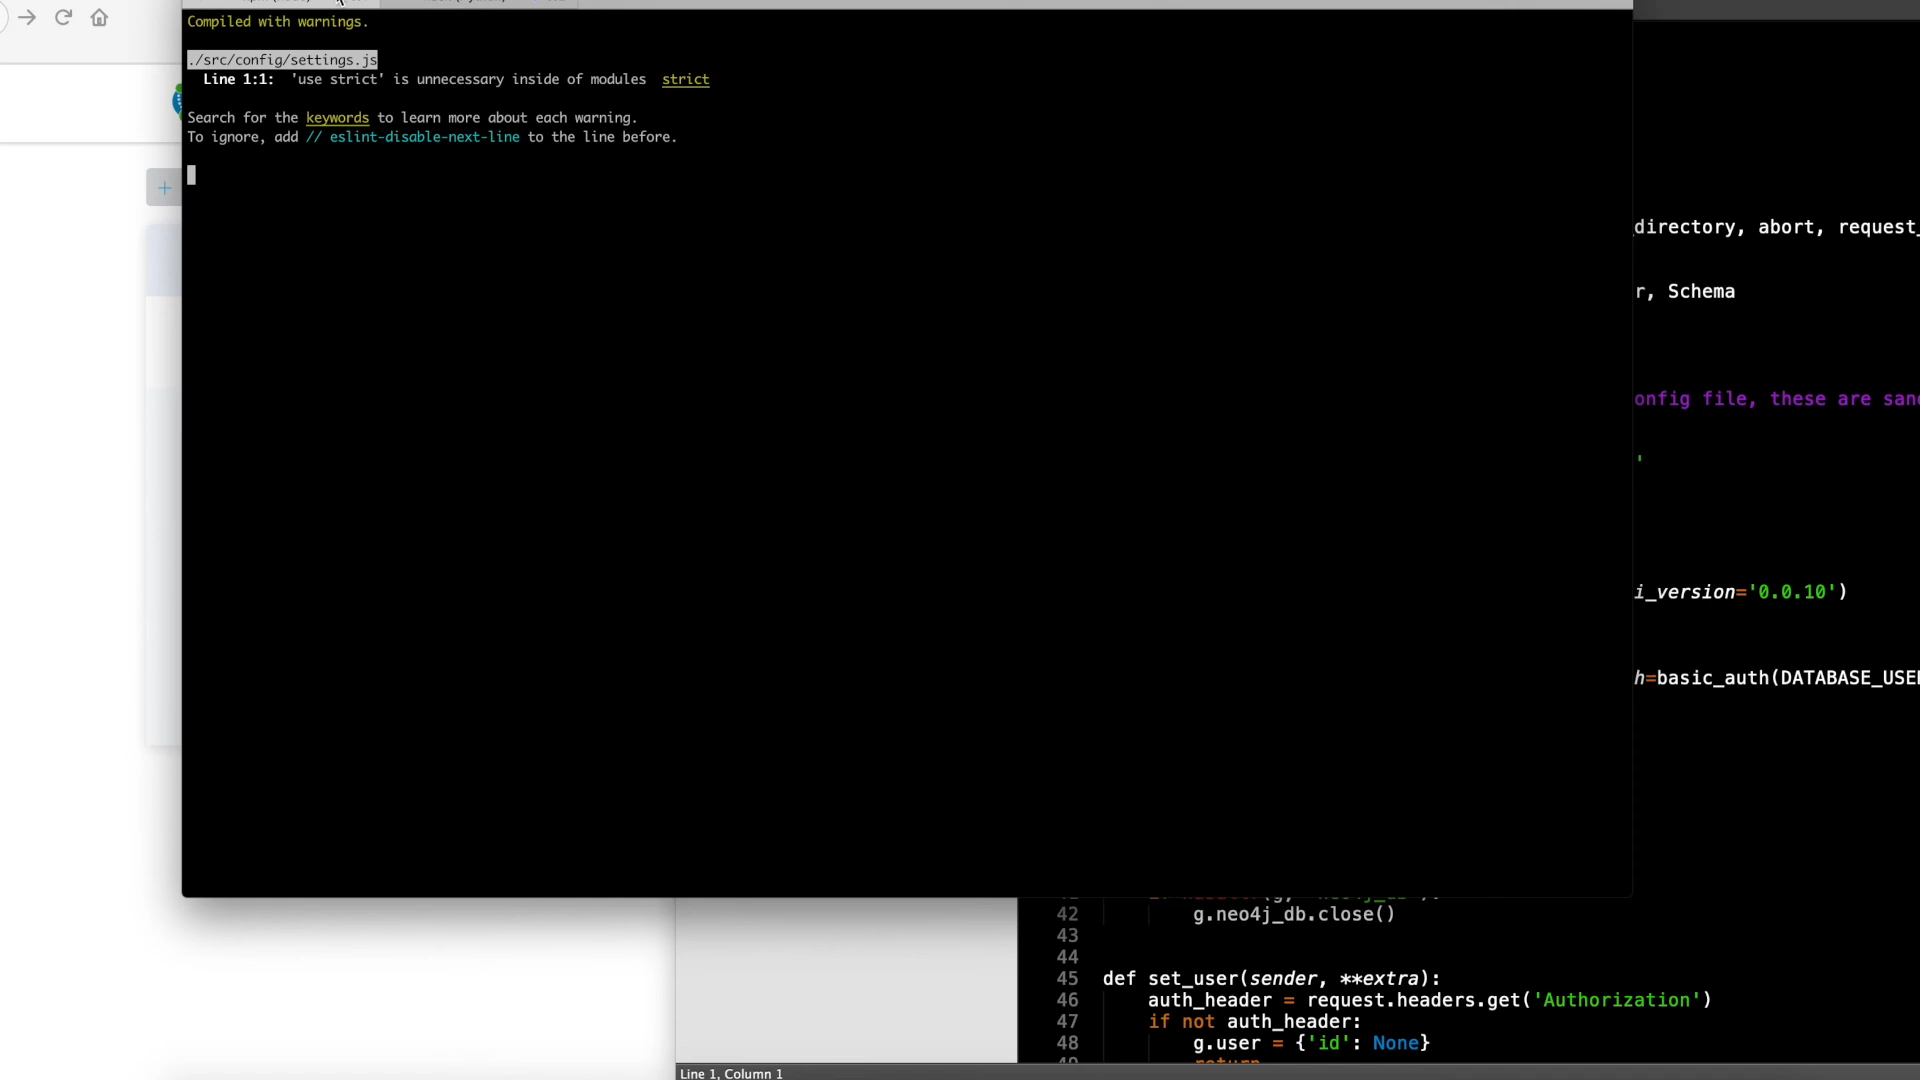 Compiled with warnings.
./src/config/settings.js
Line 1:1: 'use strict' is unnecessary inside of modules strict
Search for the keywords to learn more about each warning.
To ignore, add // eslint-disable-next-line to the line before.
directory, abort, request_
r, Schema
onfig file, these are san
'
i_version='0.0.10')
h=basic_auth(DATABASE_USE
42 g.neo4j_db.close()
43
44
45 def set_user(sender, **extra):
46 auth_header = request.headers.get('Authorization')
47 if not auth_header:
48 g.user = {'id': None}
Line 1, Column 1